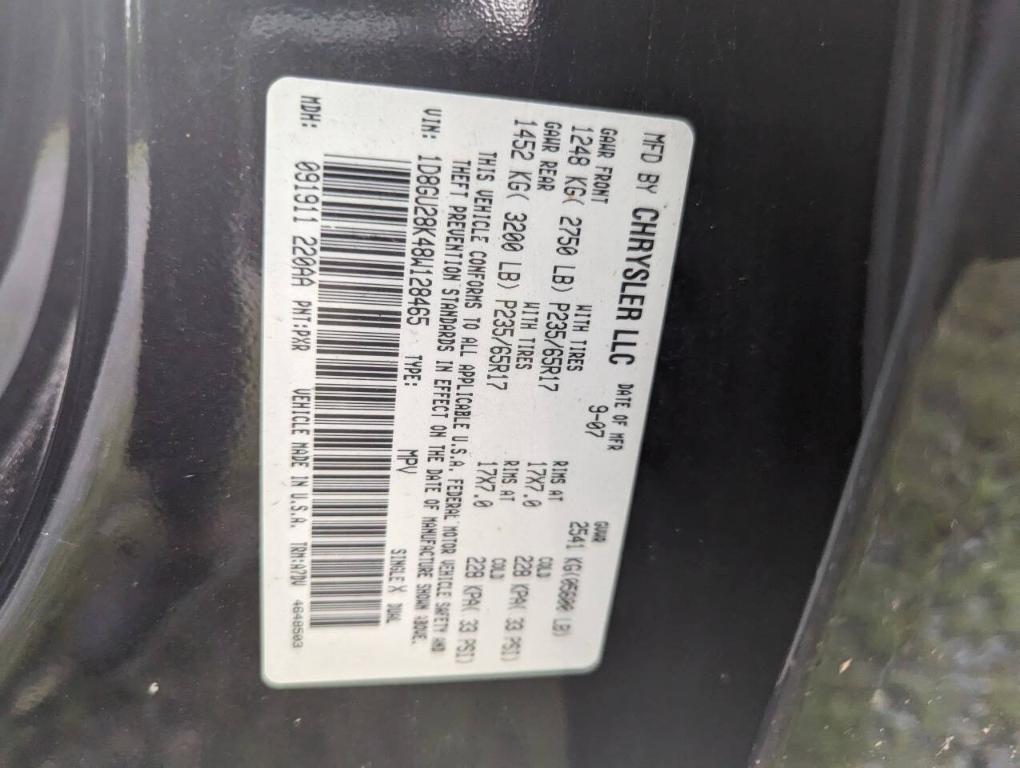 MFD BY CHRYSLER LLC DATE OF MFR 9-07 GVWR 2541 KG(05600 LB)
GAWR FRONT WITH TIRES RIMS AT COLD
1248 KG( 2750 LB) P235/65R17 17X7.0 228 KPA( 33 PSI)
GAWR REAR WITH TIRES RIMS AT COLD
1452 KG( 3200 LB) P235/65R17 17X7.0 228 KPA( 33 PSI)
THIS VEHICLE CONFORMS TO ALL APPLICABLE U.S.A. FEDERAL MOTOR VEHICLE SAFETY AND
THEFT PREVENTION STANDARDS IN EFFECT ON THE DATE OF MANUFACTURE SHOWN ABOVE.
VIN: 1D8GU28K48W128465 TYPE: MPV SINGLE X DUAL
MDH: 091911 220AA PNT:PXR VEHICLE MADE IN U.S.A. TRM:A7DV 4648503